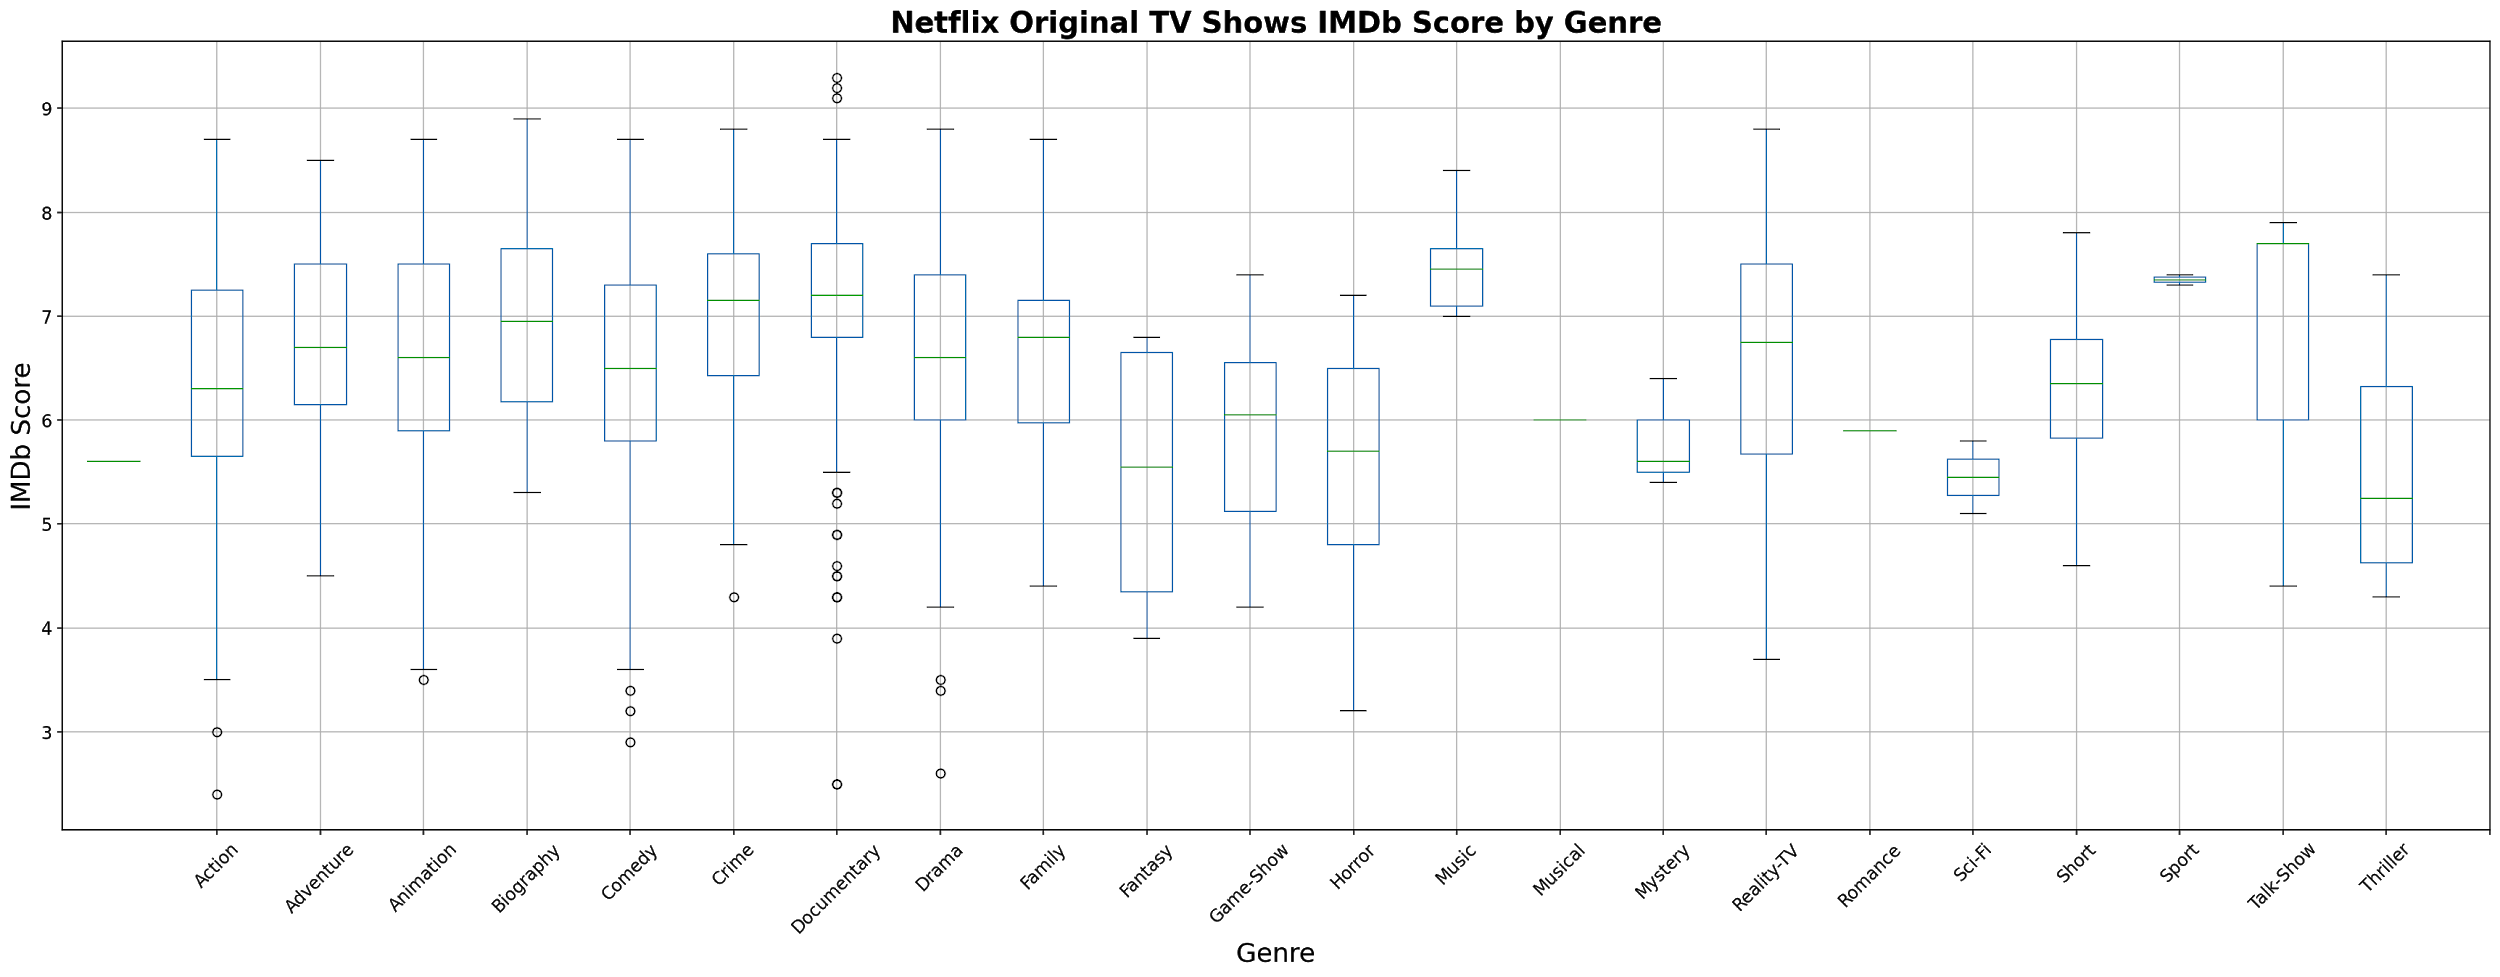 Netflix Original TV Shows IMDb Score by Genre
IMDb Score
9
8
7
6
5
4
3
Action
Adventure
Animation
Biography
Comedy
Crime
Documentary
Drama
Family
Fantasy
Game-Show
Horror
Music
Musical
Mystery
Reality-TV
Romance
Sci-Fi
Short
Sport
Talk-Show
Thriller
Genre